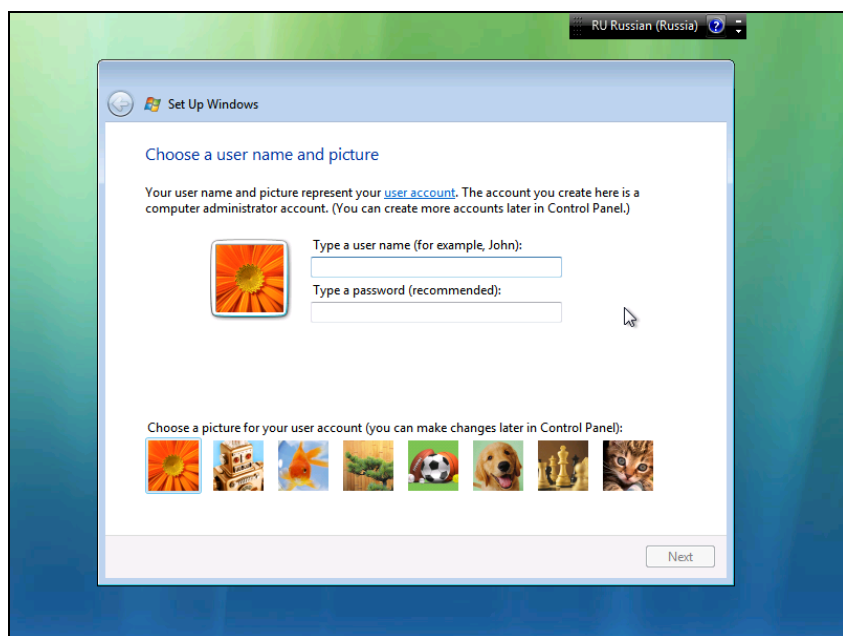 RU Russian (Russia) ?
Set Up Windows
Choose a user name and picture
Your user name and picture represent your user account. The account you create here is a
computer administrator account. (You can create more accounts later in Control Panel.)
Type a user name (for example, John):
Type a password (recommended):
Choose a picture for your user account (you can make changes later in Control Panel):
Next